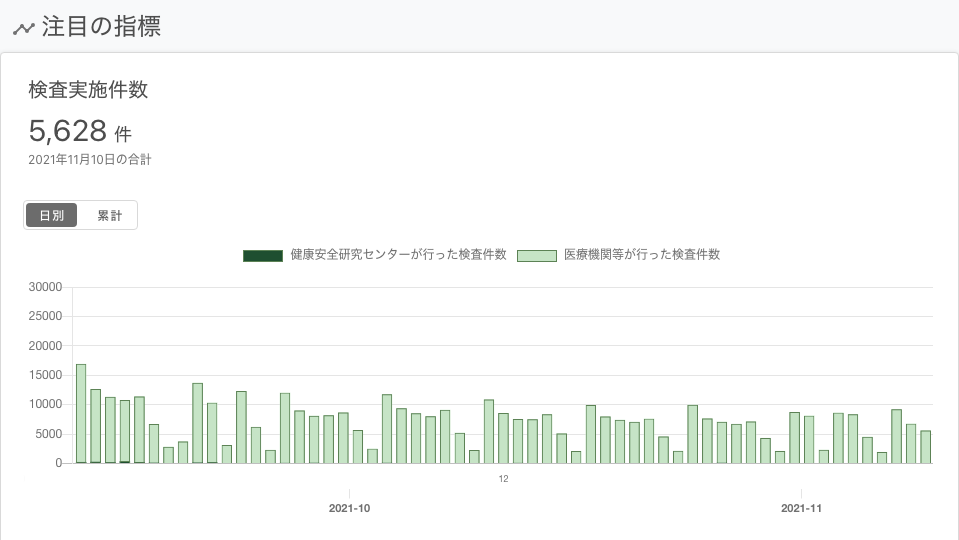 注目の指標
検査実施件数
5,628 件
2021年11月10日の合計
日別 累計
健康安全研究センターが行った検査件数 医療機関等が行った検査件数
30000
25000
20000
15000
10000
5000
0
12
2021-10 2021-11